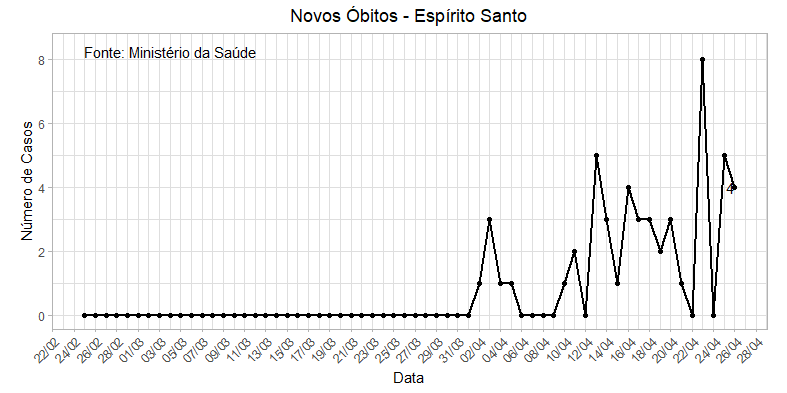 Novos Óbitos - Espírito Santo
Fonte: Ministério da Saúde
Número de Casos
8
6
4
2
0
4
22/02 24/02 26/02 28/02 01/03 03/03 05/03 07/03 09/03 11/03 13/03 15/03 17/03 19/03 21/03 23/03 25/03 27/03 29/03 31/03 02/04 04/04 06/04 08/04 10/04 12/04 14/04 16/04 18/04 20/04 22/04 24/04 26/04 28/04
Data